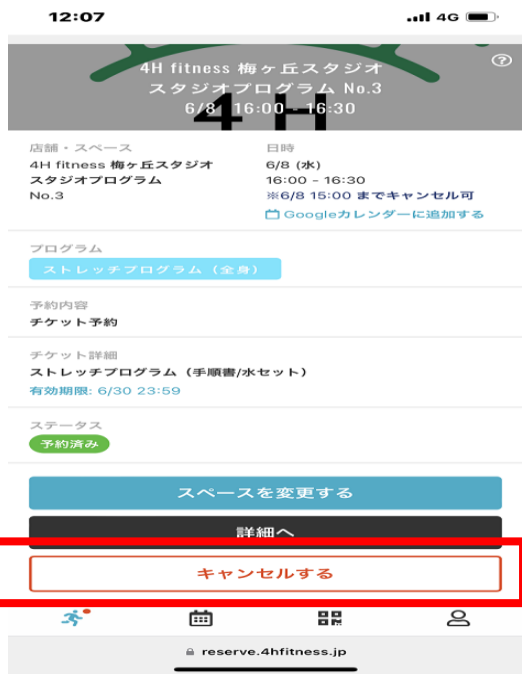 12:07
4G
4H fitness 梅ヶ丘スタジオ
スタジオプログラム No.3
6/8 16:00 - 16:30
4H
店舗・スペース
4H fitness 梅ヶ丘スタジオ
スタジオプログラム
No.3
日時
6/8 (水)
16:00 - 16:30
※6/8 15:00 までキャンセル可
Googleカレンダーに追加する
プログラム
ストレッチプログラム（全身）
予約内容
チケット予約
チケット詳細
ストレッチプログラム（手順書/水セット）
有効期限: 6/30 23:59
ステータス
予約済み
スペースを変更する
詳細へ
キャンセルする
reserve.4hfitness.jp